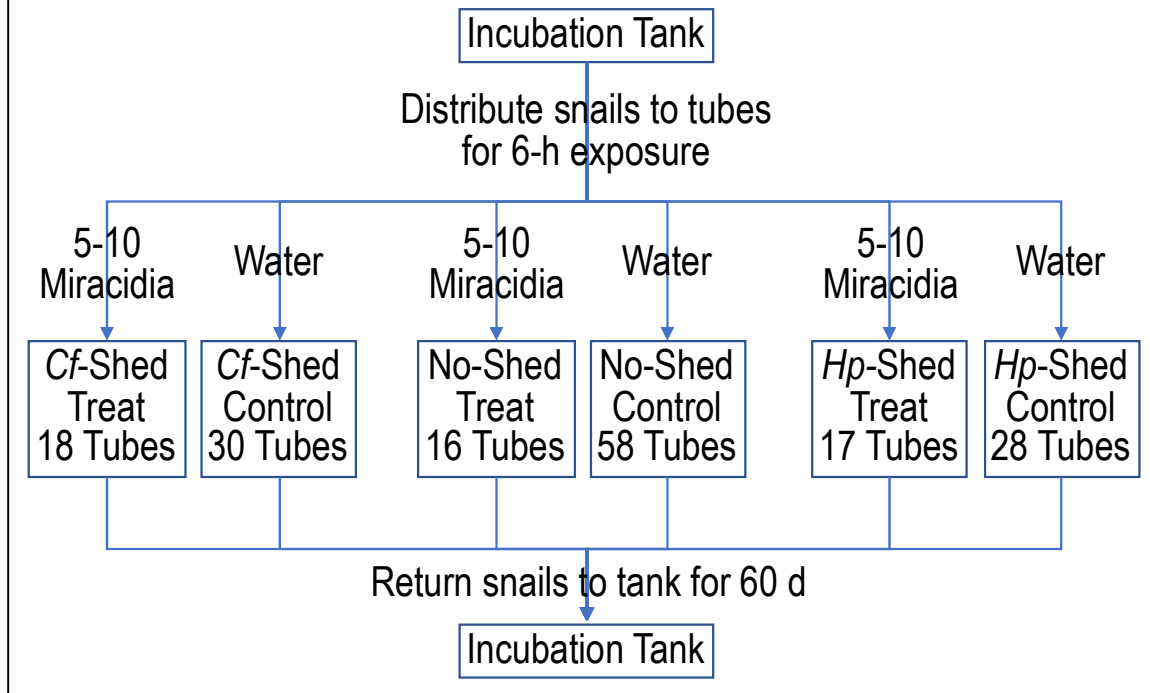 Incubation Tank
Distribute snails to tubes
for 6-h exposure
5-10
Miracidia
Water
5-10
Miracidia
Water
5-10
Miracidia
Water
Cf-Shed
Treat
18 Tubes
Cf-Shed
Control
30 Tubes
No-Shed
Treat
16 Tubes
No-Shed
Control
58 Tubes
Hp-Shed
Treat
17 Tubes
Hp-Shed
Control
28 Tubes
Return snails to tank for 60 d
Incubation Tank